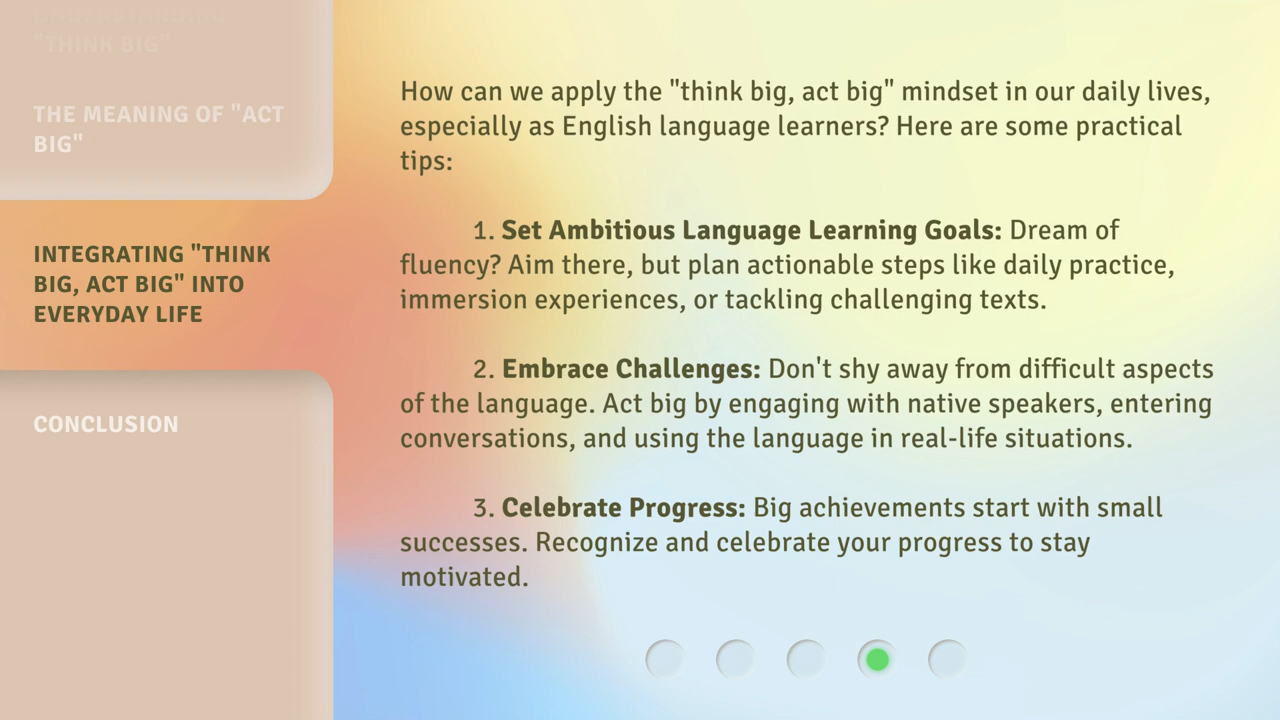 "THINK BIG"
THE MEANING OF "ACT
BIG"
INTEGRATING "THINK
BIG, ACT BIG" INTO
EVERYDAY LIFE
CONCLUSION
How can we apply the "think big, act big" mindset in our daily lives,
especially as English language learners? Here are some practical
tips:
1. Set Ambitious Language Learning Goals: Dream of
fluency? Aim there, but plan actionable steps like daily practice,
immersion experiences, or tackling challenging texts.
2. Embrace Challenges: Don't shy away from difficult aspects
of the language. Act big by engaging with native speakers, entering
conversations, and using the language in real-life situations.
3. Celebrate Progress: Big achievements start with small
successes. Recognize and celebrate your progress to stay
motivated.